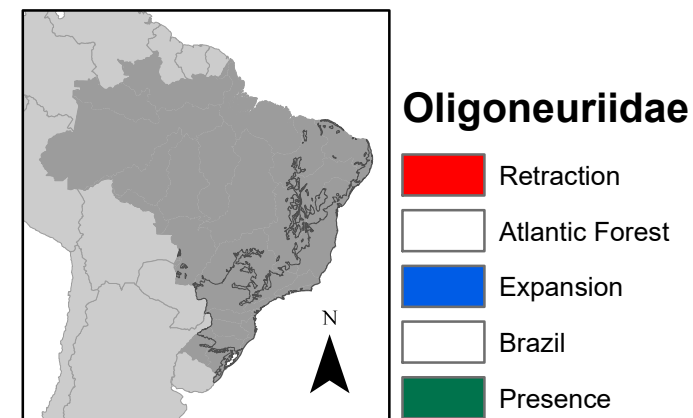 Oligoneuriidae
Retraction
Atlantic Forest
Expansion
Brazil
Presence
N